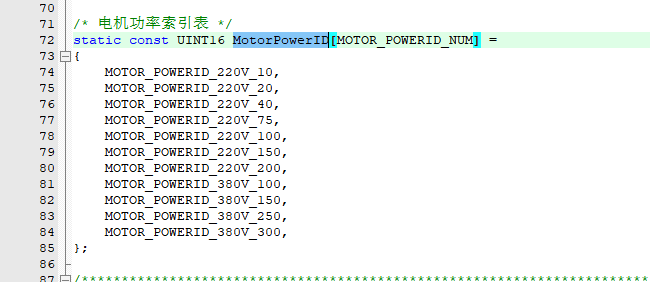 70
71 /* 电机功率索引表 */
72 static const UINT16 MotorPowerID[MOTOR_POWERID_NUM] =
73 {
74 MOTOR_POWERID_220V_10,
75 MOTOR_POWERID_220V_20,
76 MOTOR_POWERID_220V_40,
77 MOTOR_POWERID_220V_75,
78 MOTOR_POWERID_220V_100,
79 MOTOR_POWERID_220V_150,
80 MOTOR_POWERID_220V_200,
81 MOTOR_POWERID_380V_100,
82 MOTOR_POWERID_380V_150,
83 MOTOR_POWERID_380V_250,
84 MOTOR_POWERID_380V_300,
85 };
86
87 /*************************************************************************